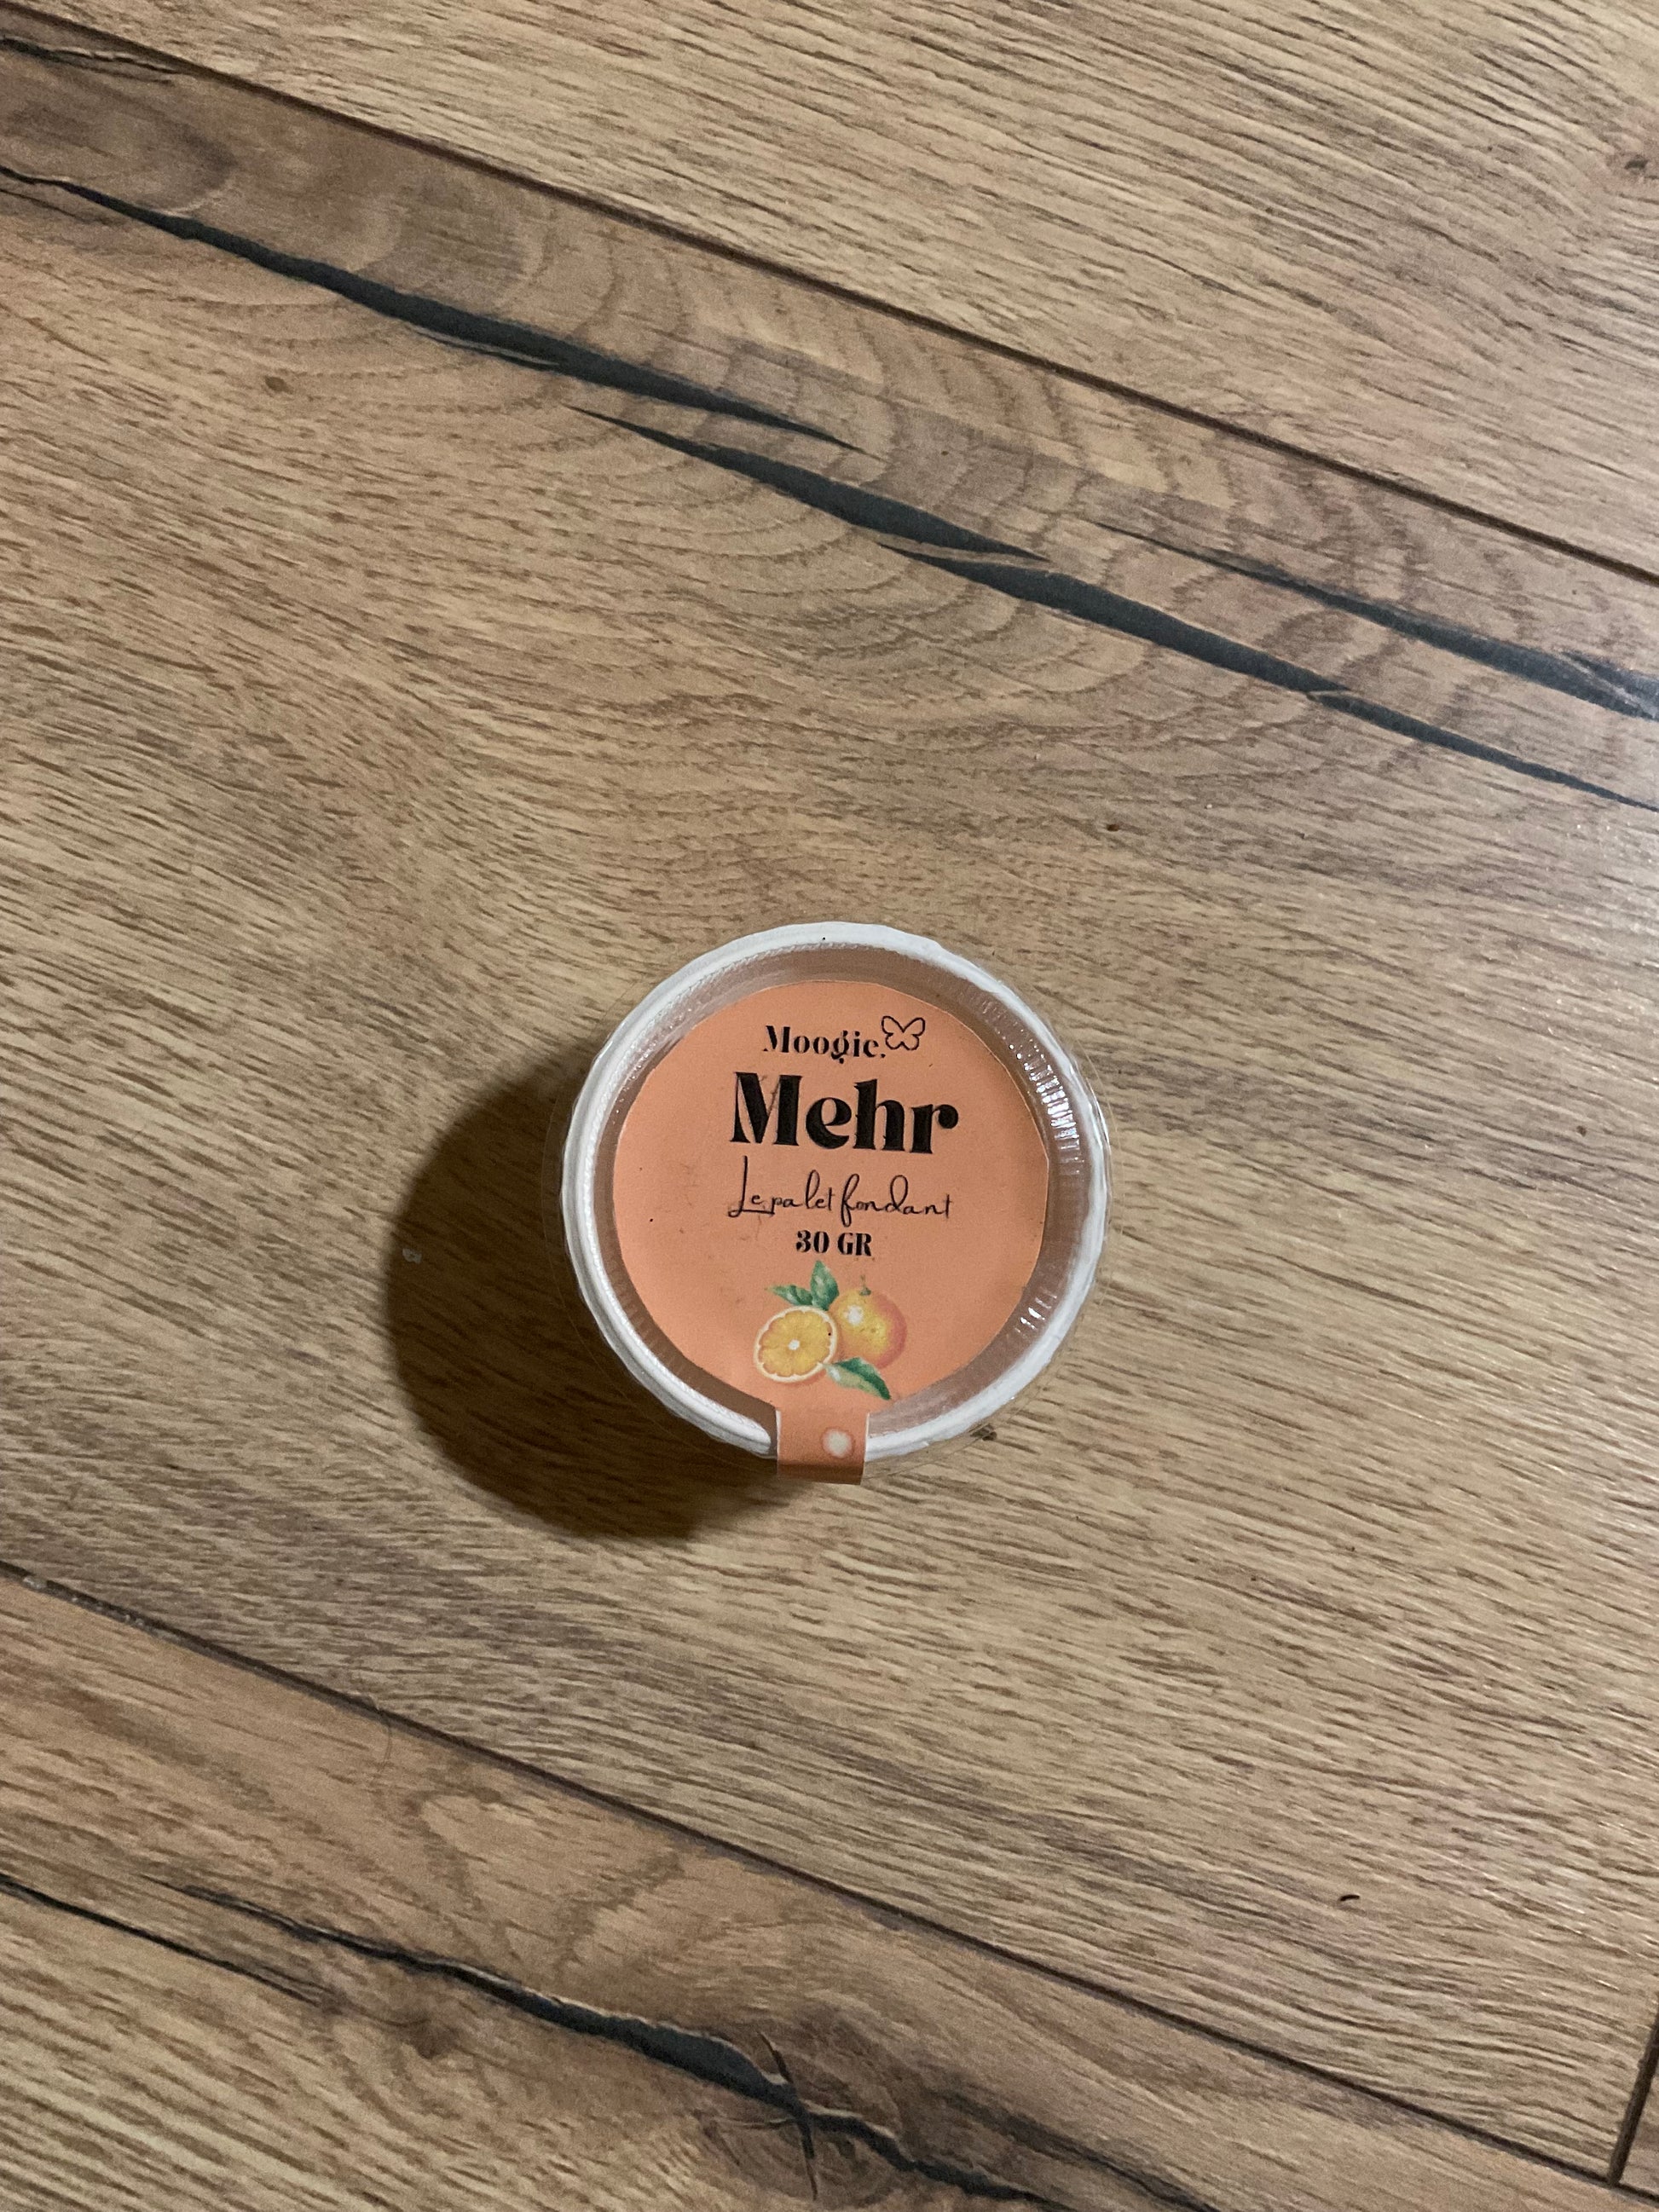 Moogie.
Mehr
Le palet fondant
30 GR